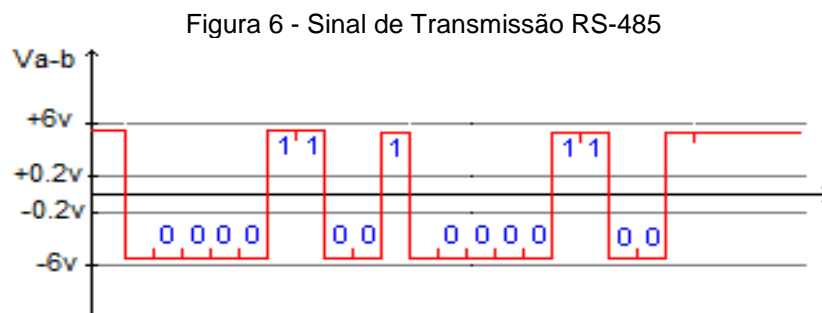 Figura 6 - Sinal de Transmissão RS-485
Va-b
+6v
1 1 1 1 1
+0.2v
-0.2v
0 0 0 0 0 0 0 0 0 0 0 0
-6v